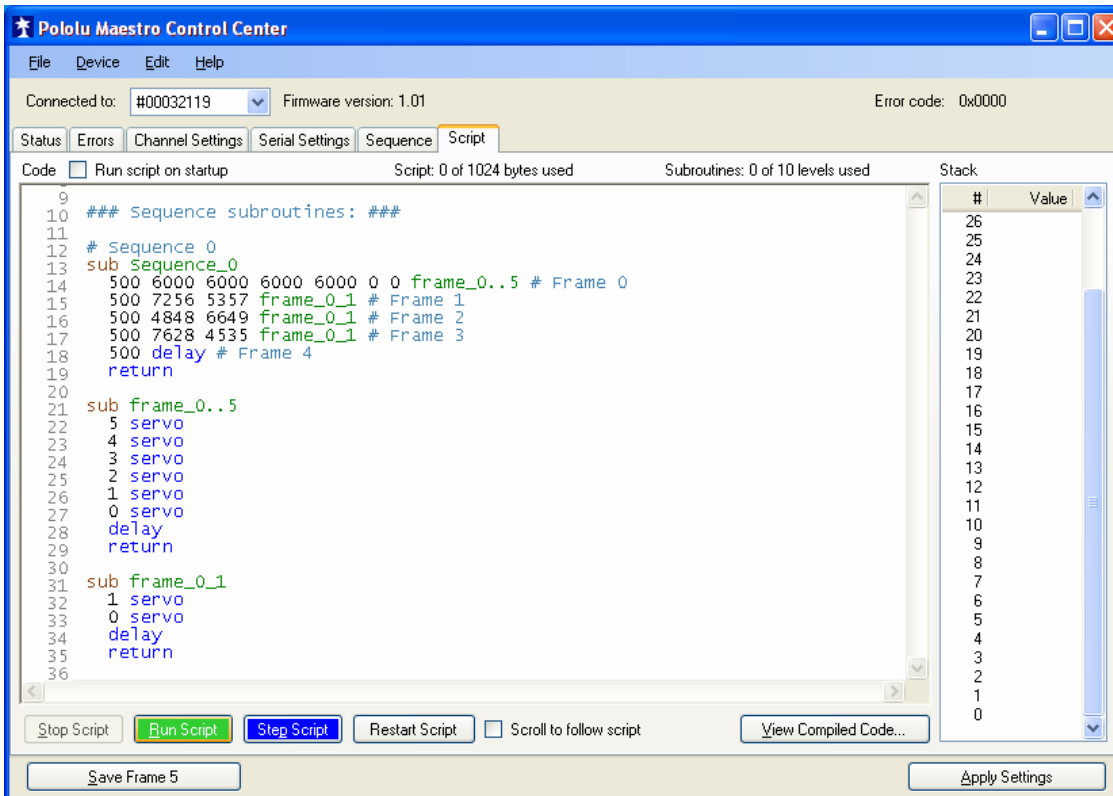 Pololu Maestro Control Center
File Device Edit Help
Connected to: #00032119 Firmware version: 1.01 Error code: 0x0000
Status Errors Channel Settings Serial Settings Sequence Script
Code Run script on startup Script: 0 of 1024 bytes used Subroutines: 0 of 10 levels used Stack
# Value
9
10 ### Sequence subroutines: ###
11
12 # Sequence 0
13 sub Sequence_0
14 500 6000 6000 6000 6000 0 0 frame_0..5 # Frame 0
15 500 7256 5357 frame_0_1 # Frame 1
16 500 4848 6649 frame_0_1 # Frame 2
17 500 7628 4535 frame_0_1 # Frame 3
18 500 delay # Frame 4
19 return
20
21 sub frame_0..5
22 5 servo
23 4 servo
24 3 servo
25 2 servo
26 1 servo
27 0 servo
28 delay
29 return
30
31 sub frame_0_1
32 1 servo
33 0 servo
34 delay
35 return
36
26
25
24
23
22
21
20
19
18
17
16
15
14
13
12
11
10
9
8
7
6
5
4
3
2
1
0
Stop Script Run Script Step Script Restart Script Scroll to follow script View Compiled Code...
Save Frame 5 Apply Settings